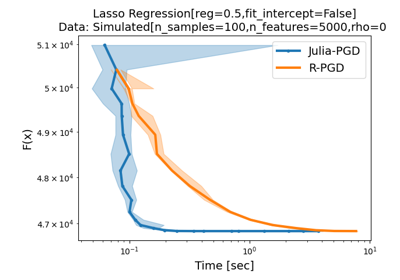 Lasso Regression[reg=0.5,fit_intercept=False]
Data: Simulated[n_samples=100,n_features=5000,rho=0
5.1 × 10⁴
5 × 10⁴
4.9 × 10⁴
4.8 × 10⁴
4.7 × 10⁴
F(x)
Julia-PGD
R-PGD
10⁻¹
10⁰
10¹
Time [sec]